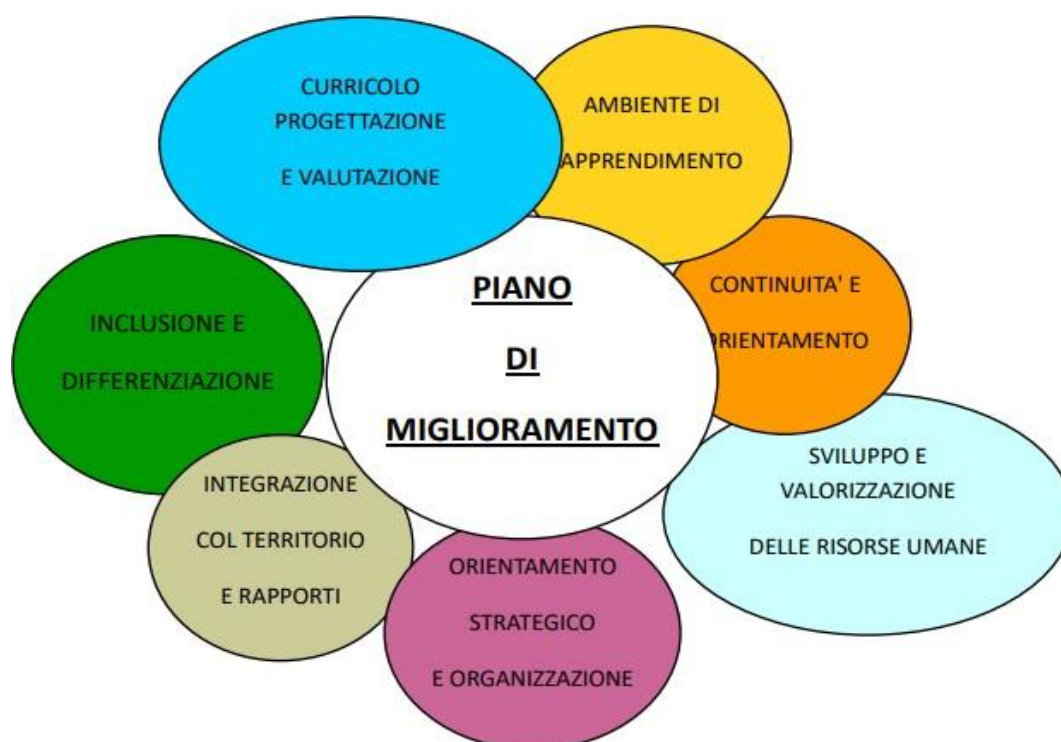 CURRICOLO
PROGETTAZIONE
E VALUTAZIONE
AMBIENTE DI
APPRENDIMENTO
CONTINUITA' E
ORIENTAMENTO
SVILUPPO E
VALORIZZAZIONE
DELLE RISORSE UMANE
ORIENTAMENTO
STRATEGICO
E ORGANIZZAZIONE
INTEGRAZIONE
COL TERRITORIO
E RAPPORTI
INCLUSIONE E
DIFFERENZIAZIONE
PIANO
DI
MIGLIORAMENTO